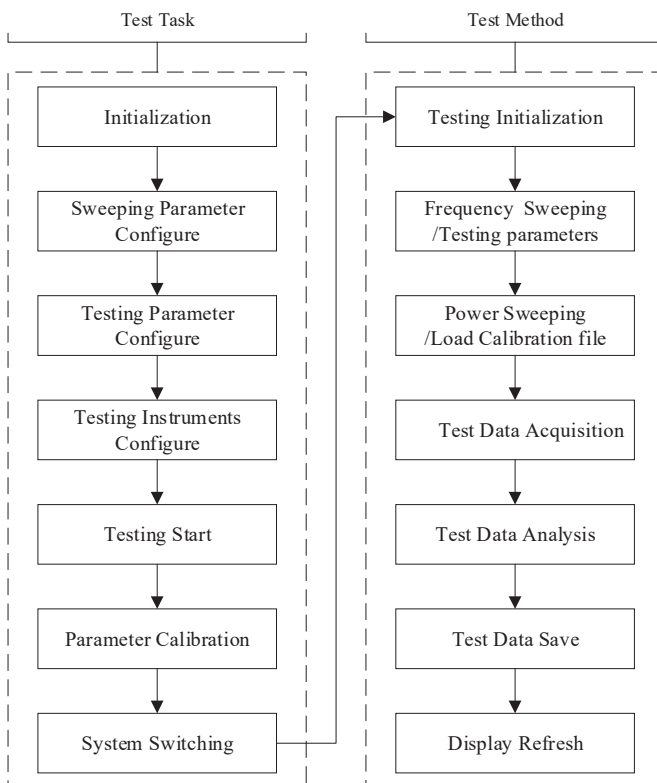 Test Task
Initialization
Sweeping Parameter
Configure
Testing Parameter
Configure
Testing Instruments
Configure
Testing Start
Parameter Calibration
System Switching
Test Method
Testing Initialization
Frequency Sweeping
/Testing parameters
Power Sweeping
/Load Calibration file
Test Data Acquisition
Test Data Analysis
Test Data Save
Display Refresh